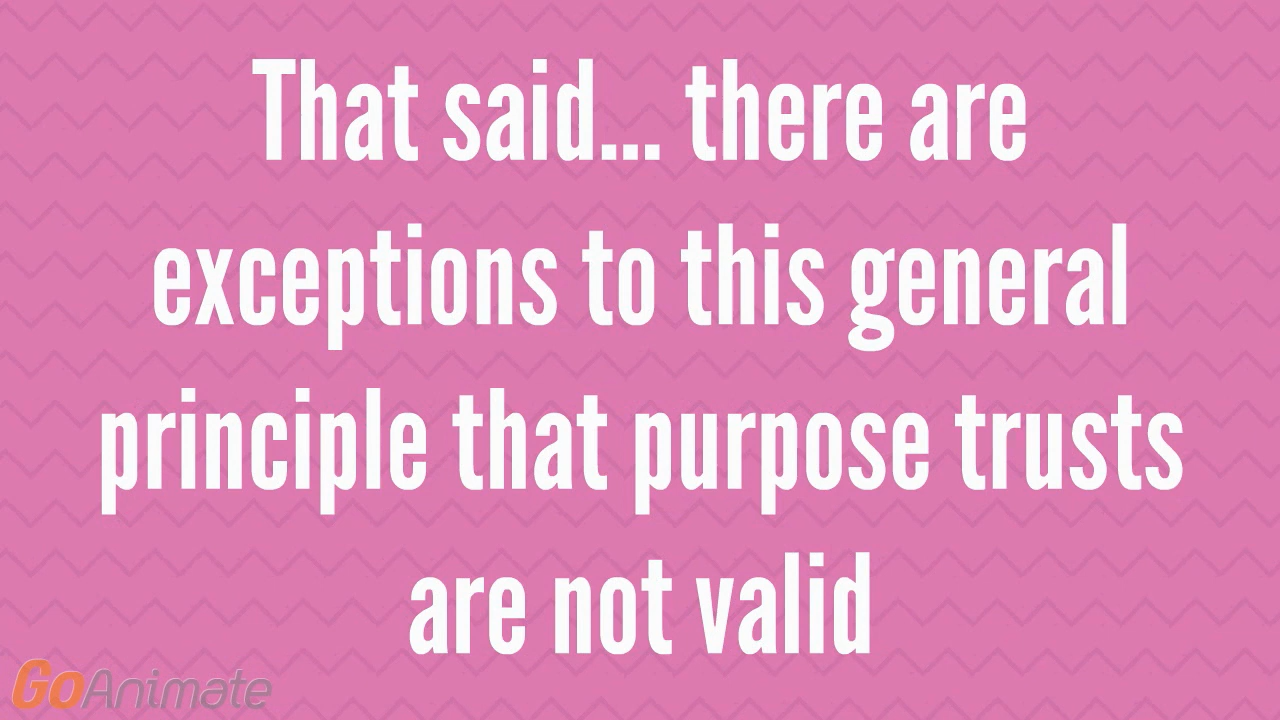 That said... there are
exceptions to this general
principle that purpose trusts
are not valid
GoAnimate